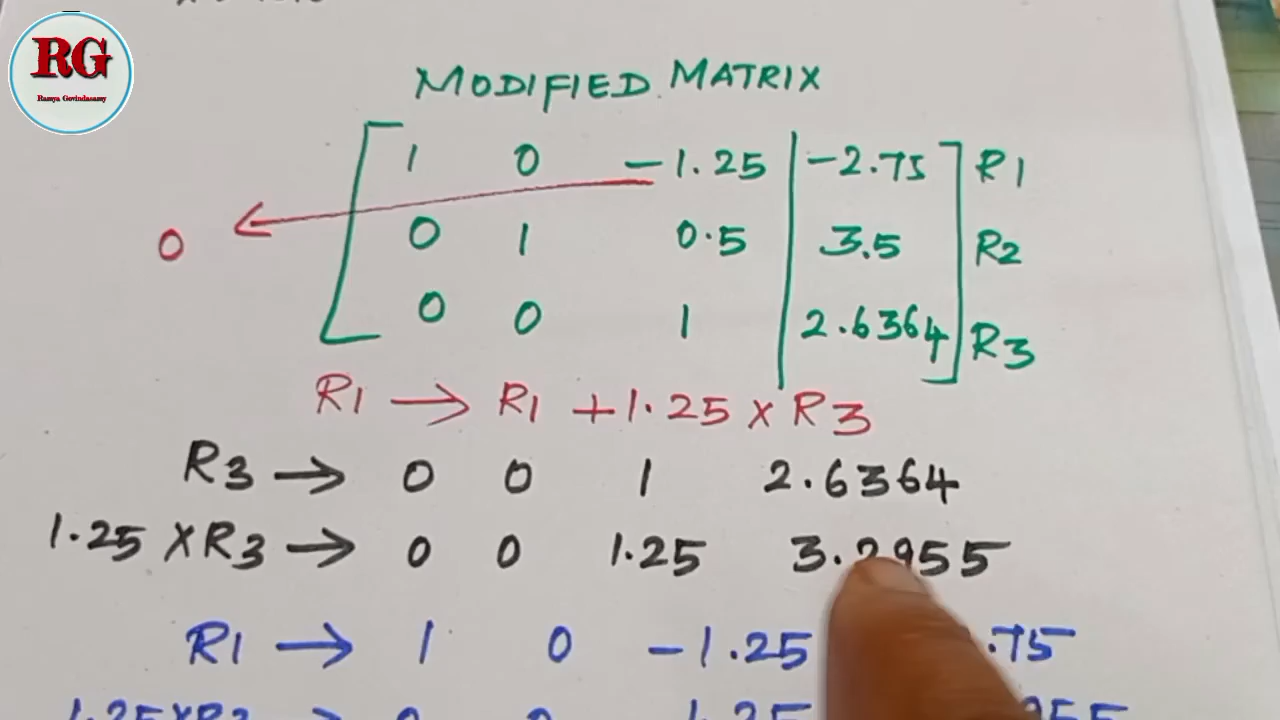 RG
Ramya Govindasamy
MODIFIED MATRIX
1 0 -1.25 -2.75 R1
0 0 1 0.5 3.5 R2
0 0 1 2.6364 R3
R1 → R1 + 1.25 × R3
R3 → 0 0 1 2.6364
1.25 × R3 → 0 0 1.25 3.2955
R1 → 1 0 -1.25 .75